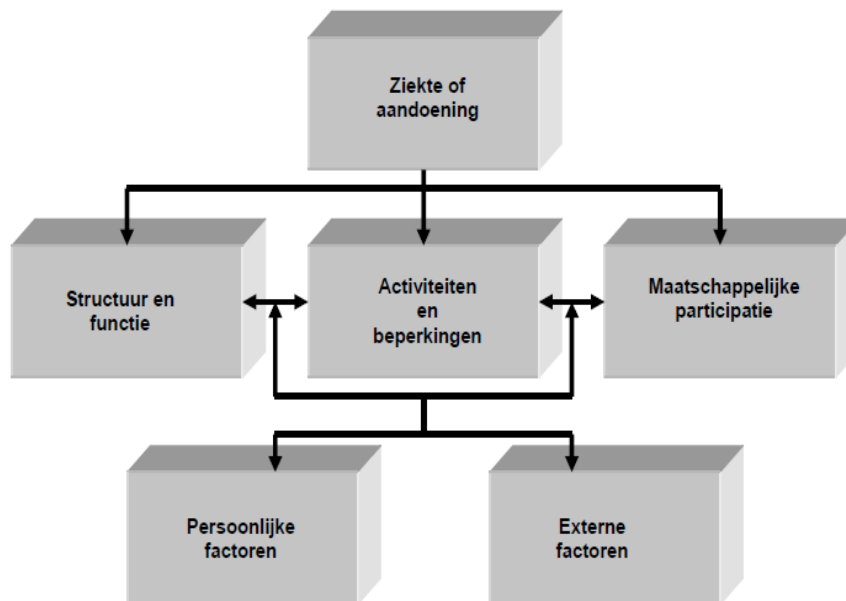 Ziekte of
aandoening
Structuur en
functie
Activiteiten
en
beperkingen
Maatschappelijke
participatie
Persoonlijke
factoren
Externe
factoren